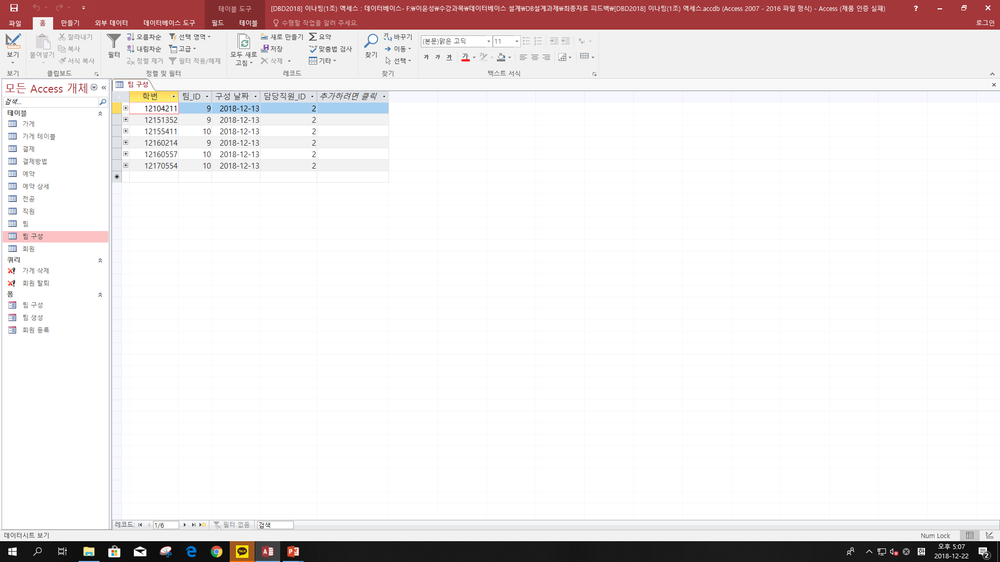 테이블 도구
[DBD2018] 이나팅(1조) 액세스 : 데이터베이스- F:₩이윤성₩수강과목₩데이터베이스 설계₩DB설계과제₩최종자료 피드백₩[DBD2018] 이나팅(1조) 액세스.accdb (Access 2007 - 2016 파일 형식) - Access (제품 인증 실패)
?
파일 홈 만들기 외부 데이터 데이터베이스 도구 필드 테이블 수행할 작업을 알려 주세요. 로그인
보기
보기
붙여넣기
잘라내기
복사
서식 복사
클립보드
필터
오름차순
내림차순
정렬 제거
선택 영역
고급
필터 적용/해제
정렬 및 필터
모두 새로
고침
새로 만들기
저장
삭제
요약
맞춤법 검사
기타
레코드
찾기
바꾸기
이동
선택
찾기
(본문)맑은 고딕 11
가 가 가 가
텍스트 서식
모든 Access 개체
검색...
테이블
가게
가게 테이블
결제
결제방법
예약
예약 상세
전공
직원
팀
팀 구성
회원
쿼리
가게 삭제
회원 탈퇴
폼
팀 구성
팀 생성
회원 등록
팀 구성
학번 팀_ID 구성 날짜 담당직원_ID 추가하려면 클릭
12104211 9 2018-12-13 2
12151352 9 2018-12-13 2
12155411 10 2018-12-13 2
12160214 9 2018-12-13 2
12160557 10 2018-12-13 2
12170554 10 2018-12-13 2
레코드: 1/6 필터 없음 검색
데이터시트 보기 Num Lock
TALK
한
오후 5:07
2018-12-22
2